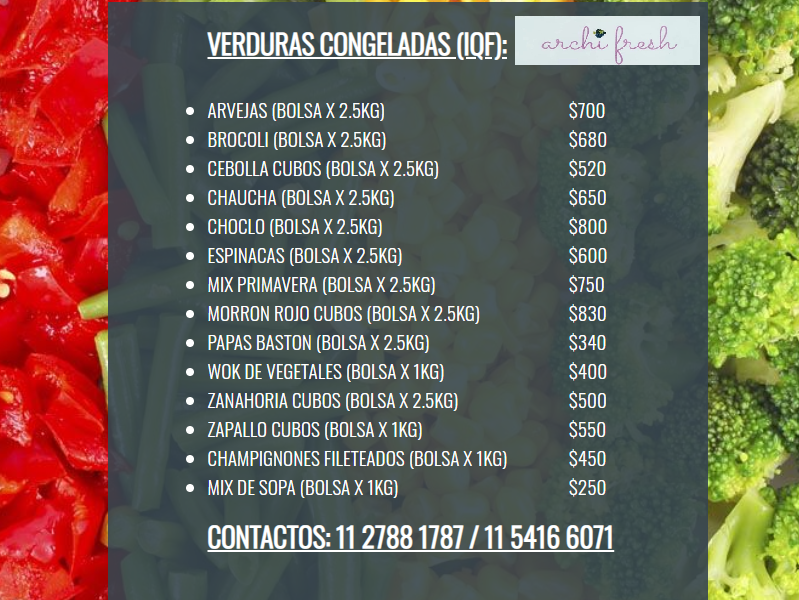 VERDURAS CONGELADAS (IQF): archi fresh
ARVEJAS (BOLSA X 2.5KG) $700
BROCOLI (BOLSA X 2.5KG) $680
CEBOLLA CUBOS (BOLSA X 2.5KG) $520
CHAUCHA (BOLSA X 2.5KG) $650
CHOCLO (BOLSA X 2.5KG) $800
ESPINACAS (BOLSA X 2.5KG) $600
MIX PRIMAVERA (BOLSA X 2.5KG) $750
MORRON ROJO CUBOS (BOLSA X 2.5KG) $830
PAPAS BASTON (BOLSA X 2.5KG) $340
WOK DE VEGETALES (BOLSA X 1KG) $400
ZANAHORIA CUBOS (BOLSA X 2.5KG) $500
ZAPALLO CUBOS (BOLSA X 1KG) $550
CHAMPIGNONES FILETEADOS (BOLSA X 1KG) $450
MIX DE SOPA (BOLSA X 1KG) $250
CONTACTOS: 11 2788 1787 / 11 5416 6071